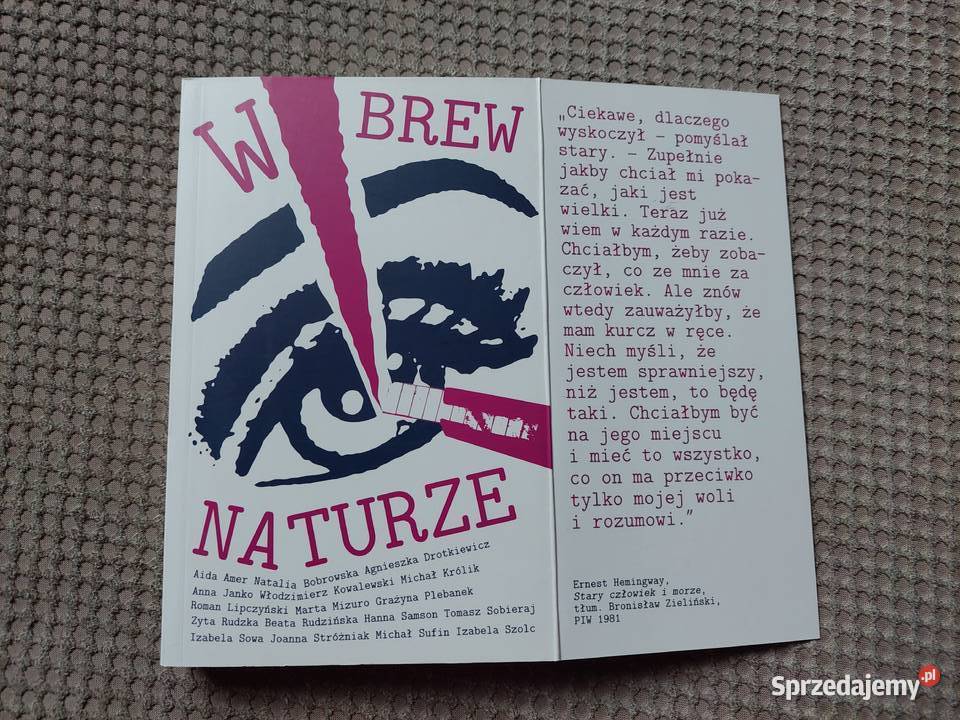 W BREW
NATURZE
Aida Amer Natalia Bobrowska Agnieszka Drotkiewicz
Anna Janko Włodzimierz Kowalewski Michał Królik
Roman Lipczyński Marta Mizuro Grażyna Plebanek
Zyta Rudzka Beata Rudzińska Hanna Samson Tomasz Sobieraj
Izabela Sowa Joanna Stróżniak Michał Sufin Izabela Szolc
„Ciekawe, dlaczego
wyskoczył – pomyślał
stary. – Zupełnie
jakby chciał mi poka-
zać, jaki jest
wielki. Teraz już
wiem w każdym razie.
Chciałbym, żeby zoba-
czył, co ze mnie za
człowiek. Ale znów
wtedy zauważyłby, że
mam kurcz w ręce.
Niech myśli, że
jestem sprawniejszy,
niż jestem, to będę
taki. Chciałbym być
na jego miejscu
i mieć to wszystko,
co on ma przeciwko
tylko mojej woli
i rozumowi.”
Ernest Hemingway,
Stary człowiek i morze,
tłum. Bronisław Zieliński,
PIW 1981
Sprzedajemy.pl